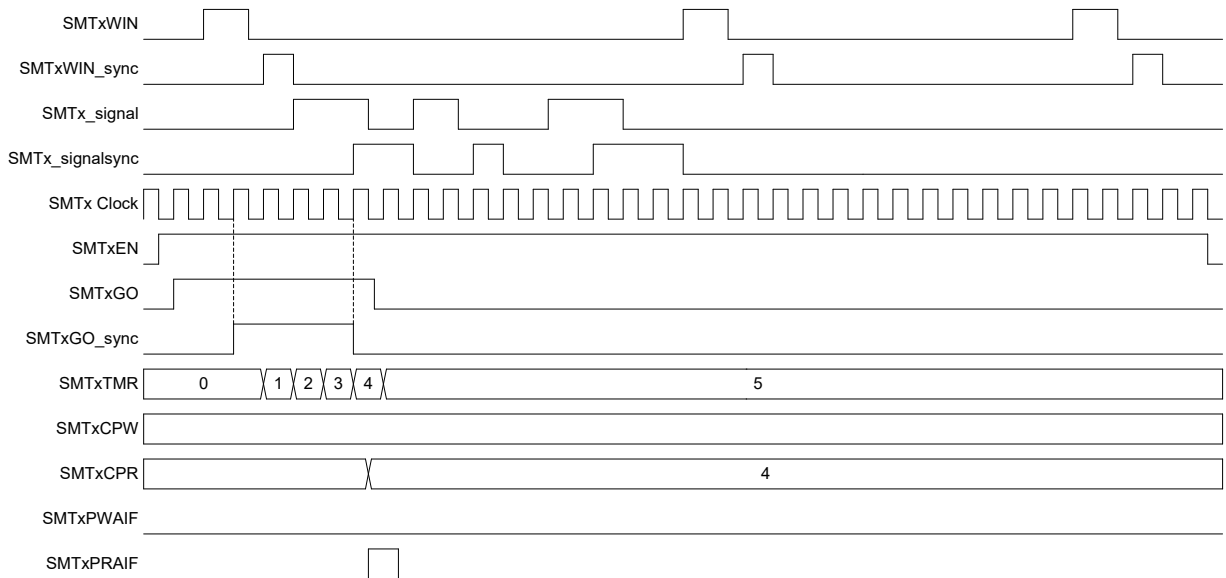 SMTxWIN
SMTxWIN_sync
SMTx_signal
SMTx_signalsync
SMTx Clock
SMTxEN
SMTxGO
SMTxGO_sync
SMTxTMR 0 1 2 3 4 5
SMTxCPW
SMTxCPR 4
SMTxPWAIF
SMTxPRAIF